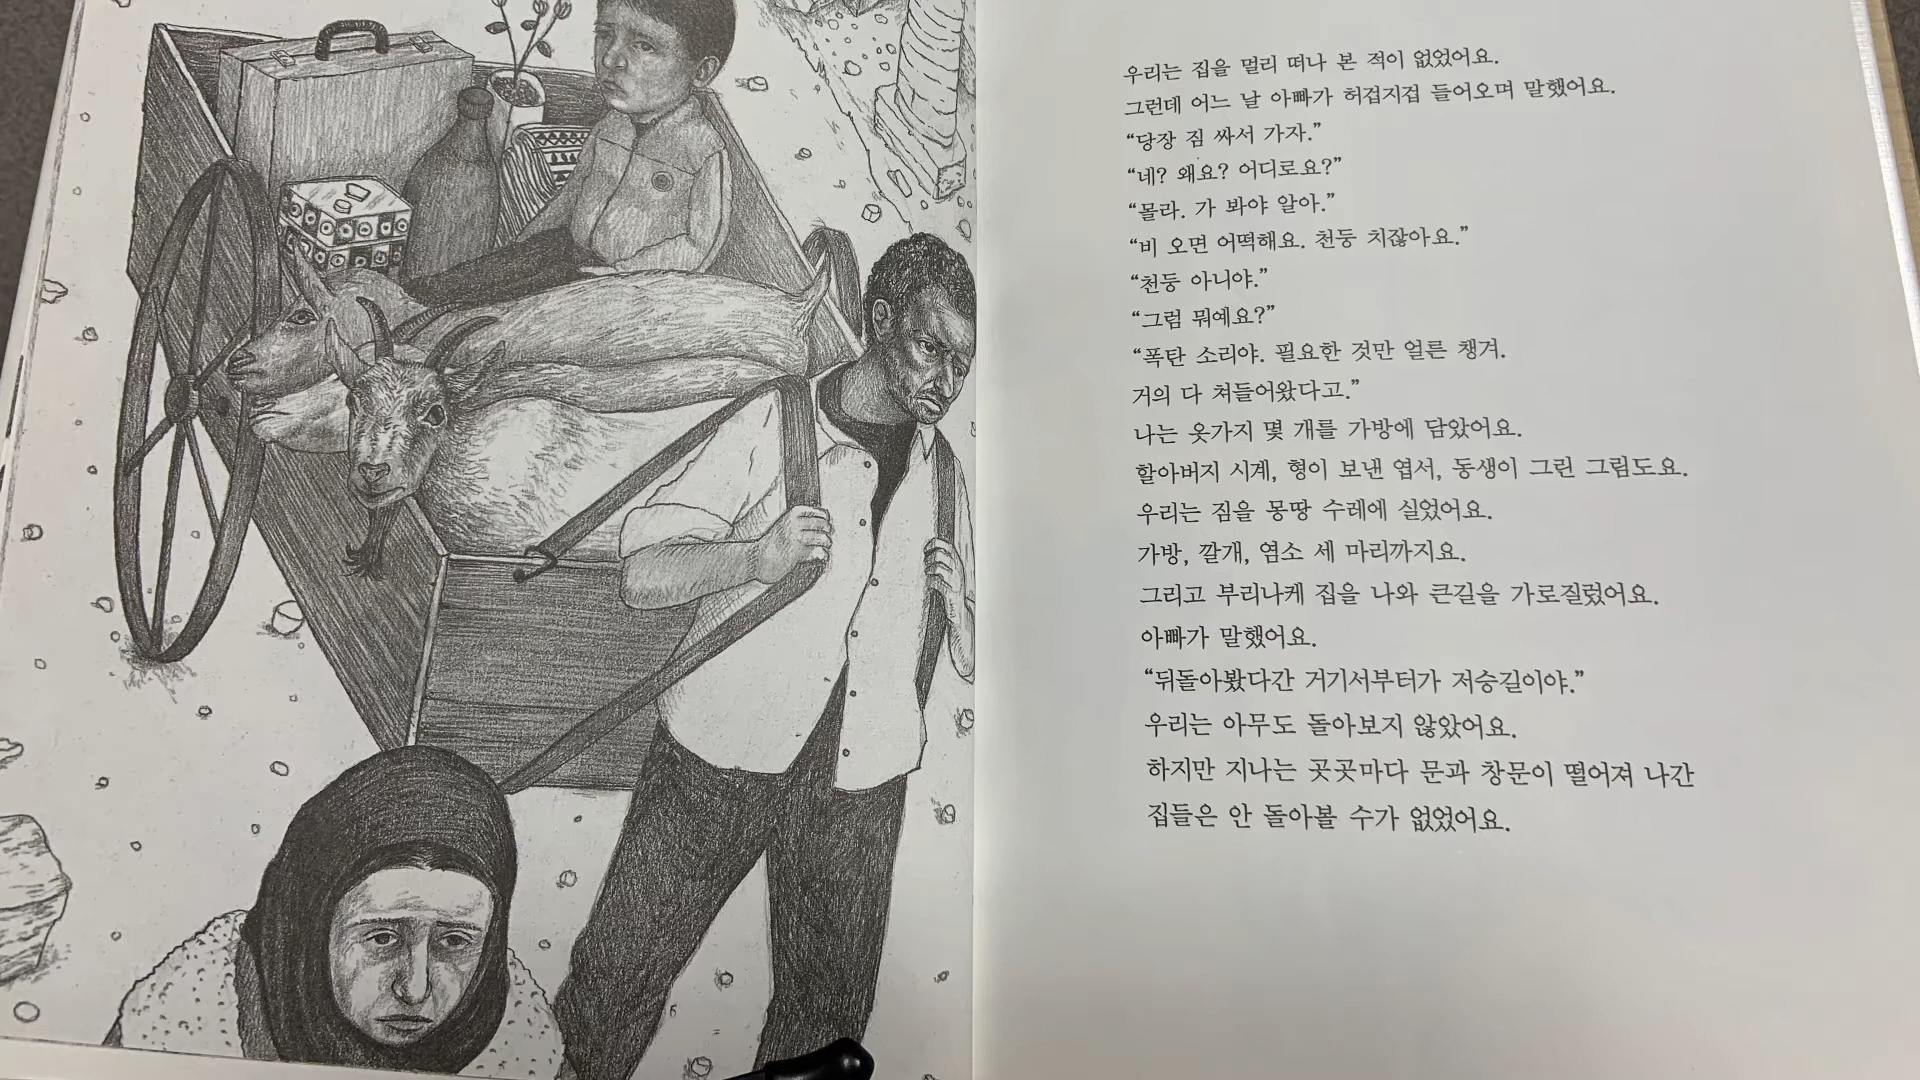 우리는 집을 멀리 떠나 본 적이 없었어요.
그런데 어느 날 아빠가 허겁지겁 들어오며 말했어요.
“당장 짐 싸서 가자.”
“네? 왜요? 어디로요?”
“몰라. 가 봐야 알아.”
“비 오면 어떡해요. 천둥 치잖아요.”
“천둥 아니야.”
“그럼 뭐예요?”
“폭탄 소리야. 필요한 것만 얼른 챙겨.
거의 다 쳐들어왔다고.”
나는 옷가지 몇 개를 가방에 담았어요.
할아버지 시계, 형이 보낸 엽서, 동생이 그린 그림도요.
우리는 짐을 몽땅 수레에 실었어요.
가방, 깔개, 염소 세 마리까지요.
그리고 부리나케 집을 나와 큰길을 가로질렀어요.
아빠가 말했어요.
“뒤돌아봤다간 거기서부터가 저승길이야.”
우리는 아무도 돌아보지 않았어요.
하지만 지나는 곳곳마다 문과 창문이 떨어져 나간
집들은 안 돌아볼 수가 없었어요.